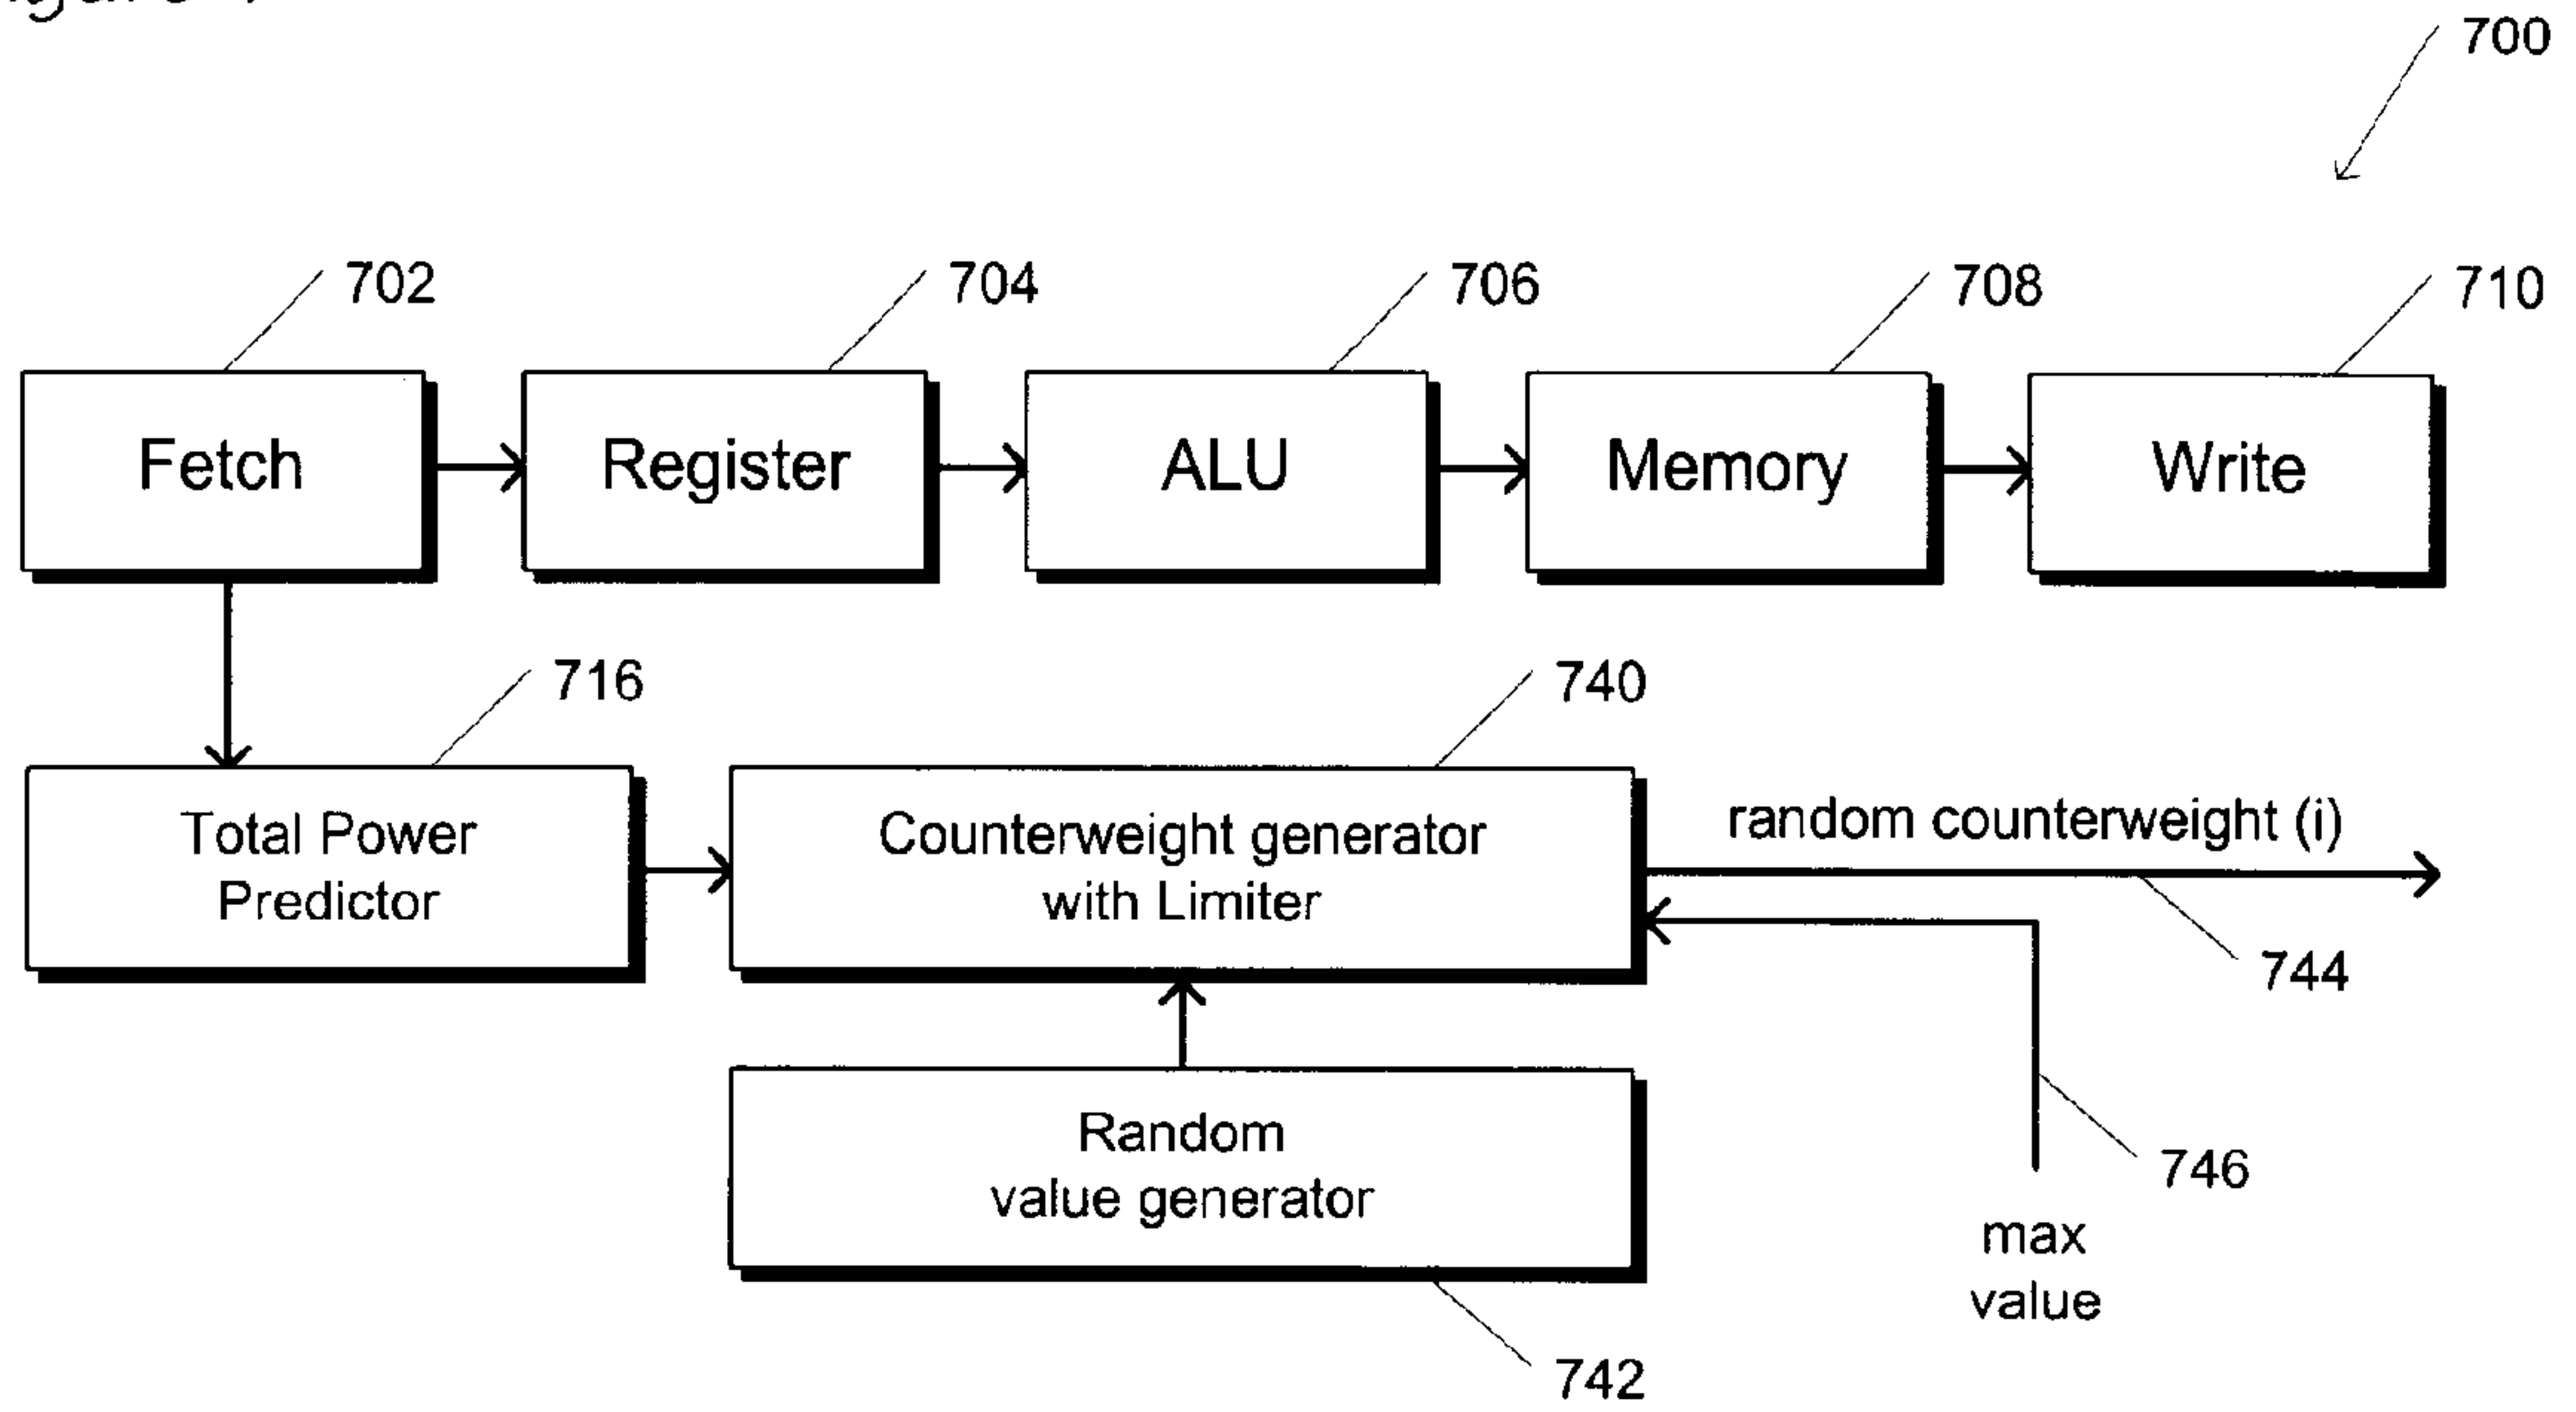 700
702
704
706
708
710
Fetch
Register
ALU
Memory
Write
716
740
Total Power
Predictor
Counterweight generator
with Limiter
random counterweight (i)
744
Random
value generator
746
max
value
742